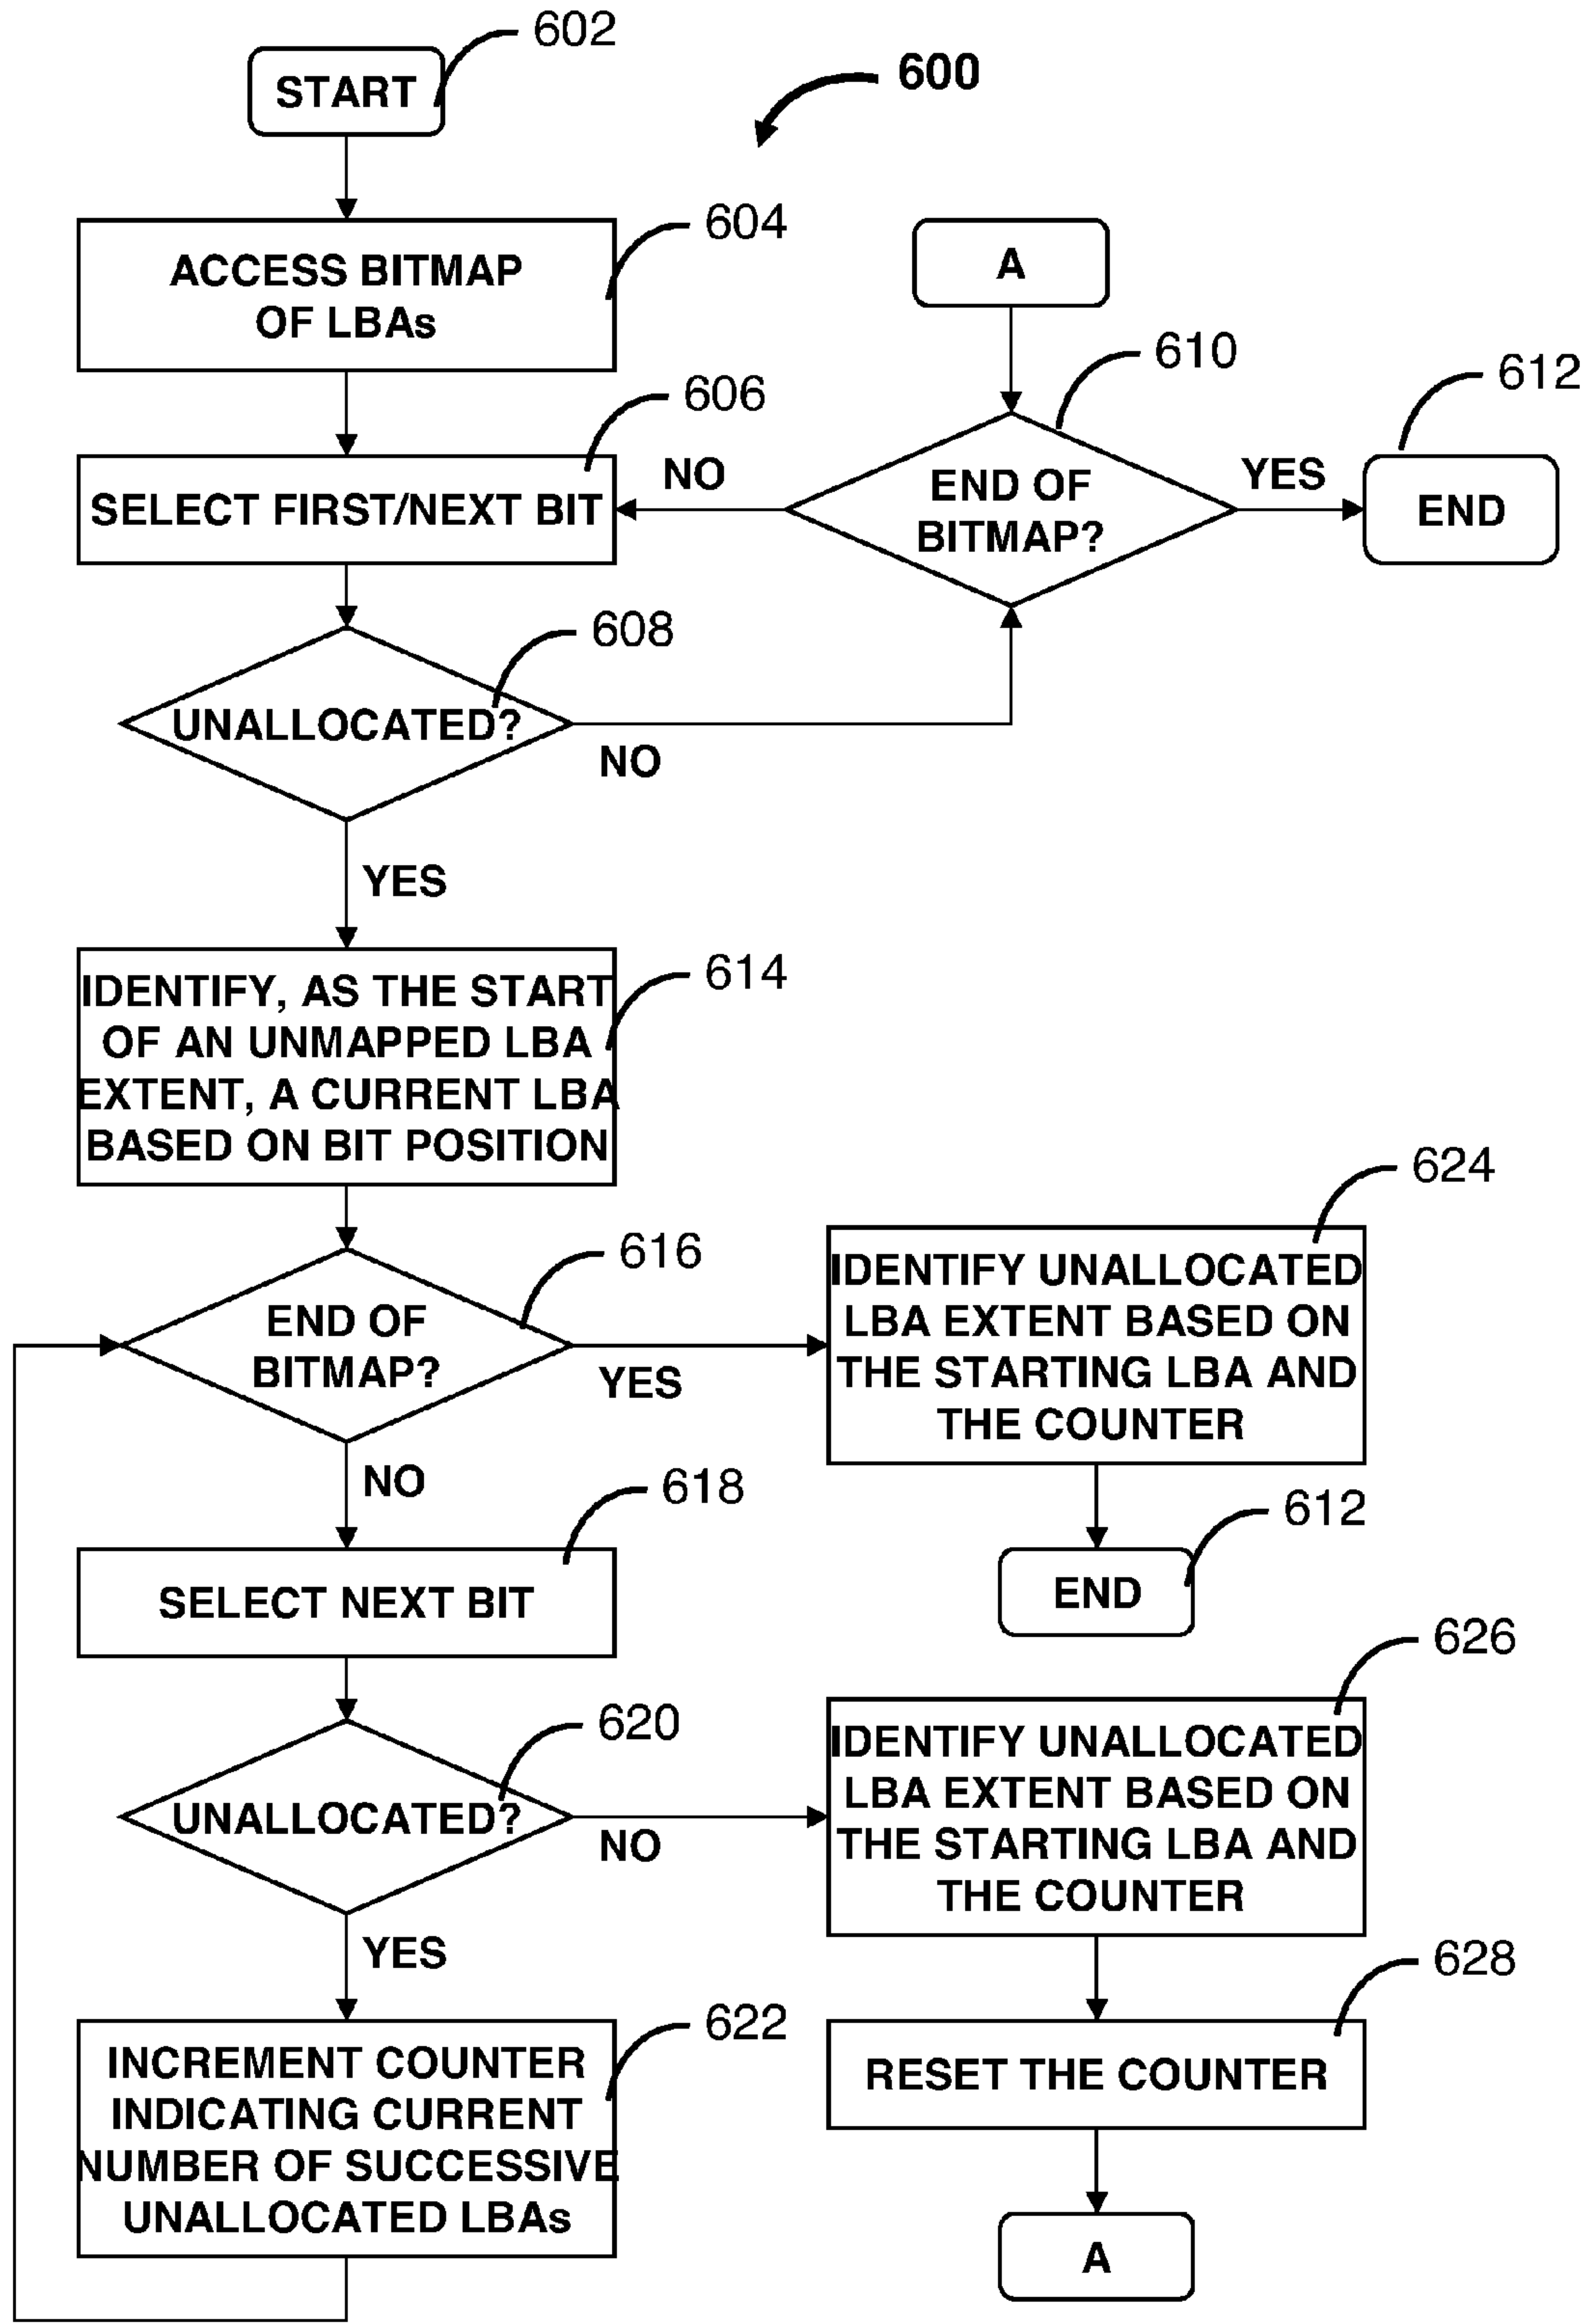 602
START
600
604
ACCESS BITMAP
OF LBAs
A
610
612
606
SELECT FIRST/NEXT BIT
NO
END OF
BITMAP?
YES
END
608
UNALLOCATED?
NO
YES
614
IDENTIFY, AS THE START
OF AN UNMAPPED LBA
EXTENT, A CURRENT LBA
BASED ON BIT POSITION
616
END OF
BITMAP?
YES
NO
624
IDENTIFY UNALLOCATED
LBA EXTENT BASED ON
THE STARTING LBA AND
THE COUNTER
612
END
618
SELECT NEXT BIT
620
UNALLOCATED?
NO
YES
626
IDENTIFY UNALLOCATED
LBA EXTENT BASED ON
THE STARTING LBA AND
THE COUNTER
622
INCREMENT COUNTER
INDICATING CURRENT
NUMBER OF SUCCESSIVE
UNALLOCATED LBAs
628
RESET THE COUNTER
A